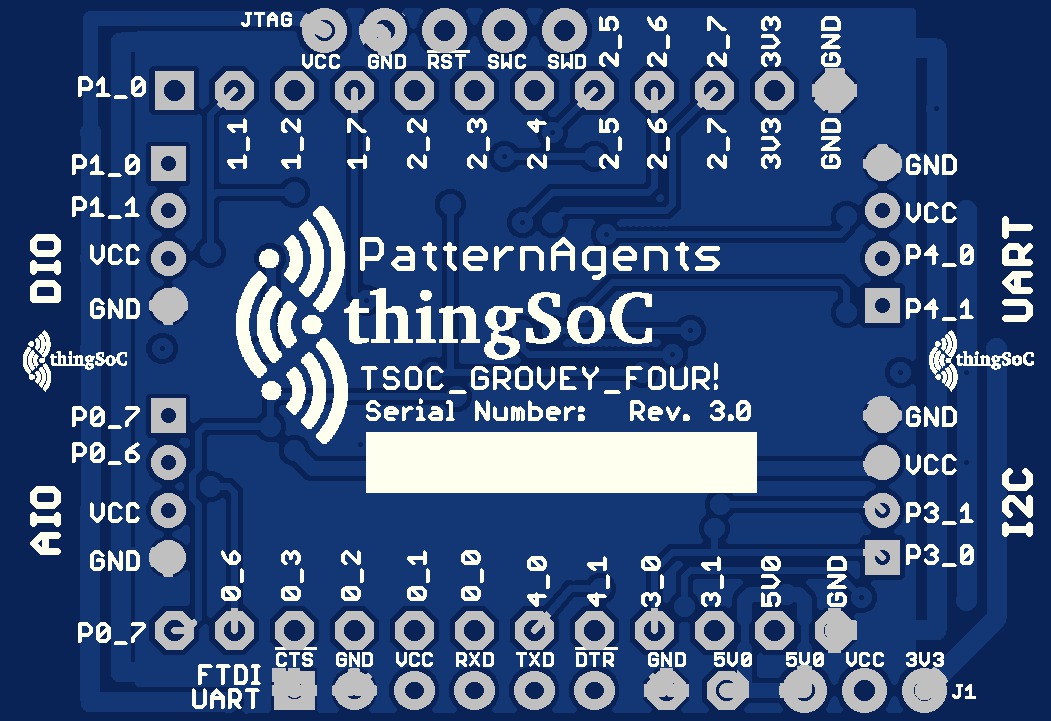 JTAG
VCC GND RST SWC SWD
2_5 2_6 2_7 3V3 GND
P1_0
1_1 1_2 1_7 2_2 2_3 2_4 2_5 2_6 2_7 3V3 GND
P1_0
P1_1
VCC
GND
DIO
thingSoC
P0_7
P0_6
VCC
GND
AIO
PatternAgents
thingSoC
TSOC_GROVEY_FOUR!
Serial Number: Rev. 3.0
GND
VCC
P4_0
P4_1
UART
thingSoC
GND
VCC
P3_1
P3_0
I2C
0_6 0_3 0_2 0_1 0_0 4_0 4_1 3_0 3_1 5V0 GND
P0_7
CTS GND VCC RXD TXD DTR GND 5V0 5V0 VCC 3V3
FTDI
UART
J1